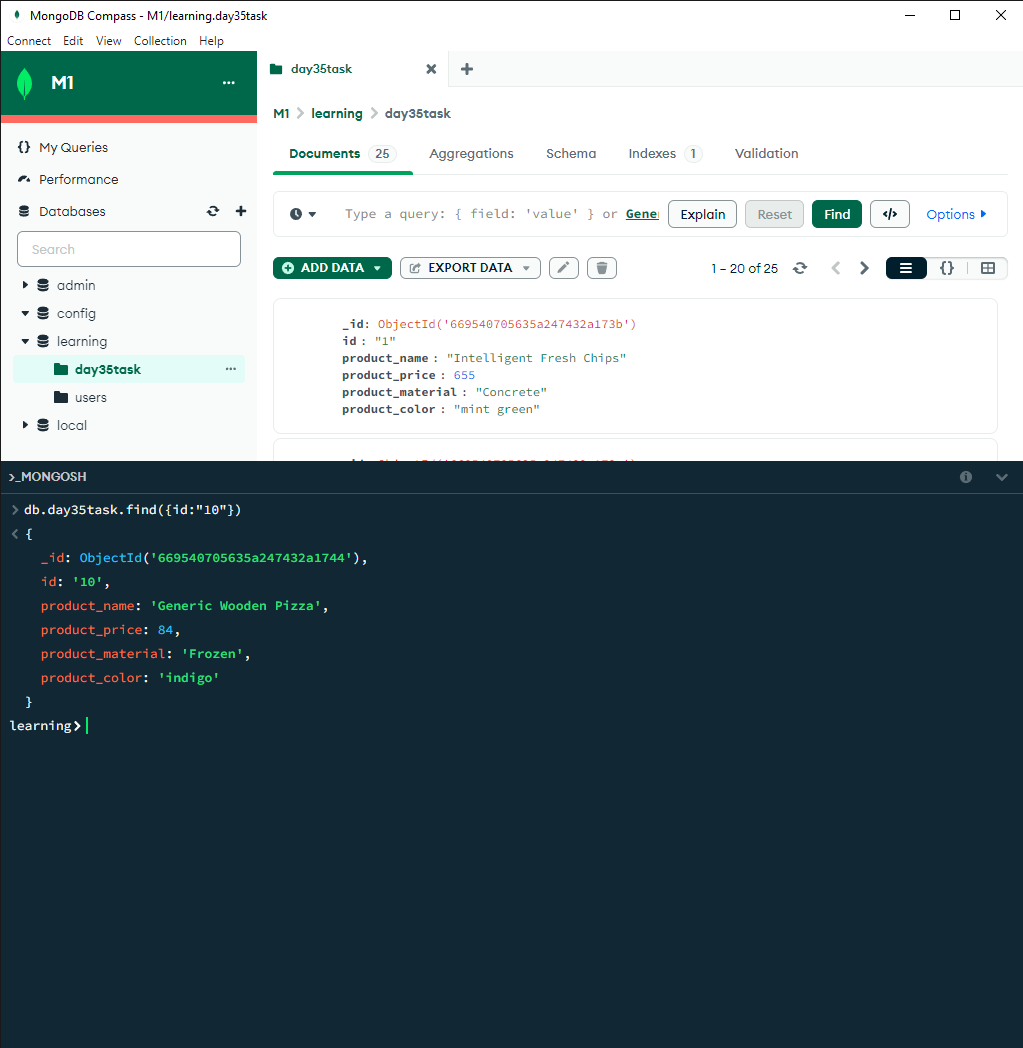 MongoDB Compass - M1/learning.day35task
Connect Edit View Collection Help
M1
My Queries
Performance
Databases
Search
admin
config
learning
day35task
users
local
day35task
M1 learning day35task
Documents 25 Aggregations Schema Indexes 1 Validation
Type a query: { field: 'value' } or Gene Explain Reset Find </> Options
ADD DATA EXPORT DATA 1 – 20 of 25 {}
_id: ObjectId('669540705635a247432a173b')
id : "1"
product_name : "Intelligent Fresh Chips"
product_price : 655
product_material : "Concrete"
product_color : "mint green"
>_MONGOSH
> db.day35task.find({id:"10"})
< {
_id: ObjectId('669540705635a247432a1744'),
id: '10',
product_name: 'Generic Wooden Pizza',
product_price: 84,
product_material: 'Frozen',
product_color: 'indigo'
}
learning>